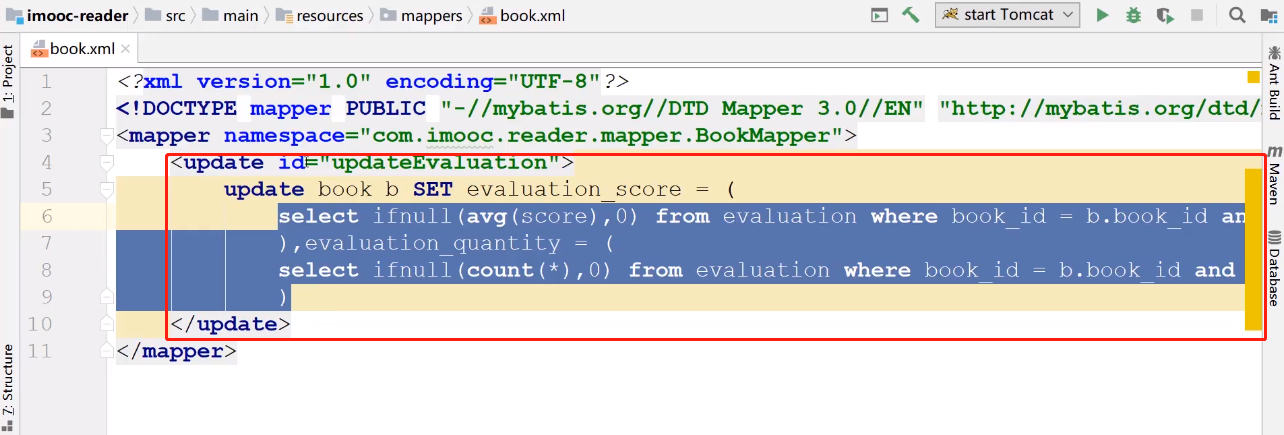 imooc-reader src main resources mappers book.xml start Tomcat
book.xml
1 <?xml version="1.0" encoding="UTF-8"?>
2 <!DOCTYPE mapper PUBLIC "-//mybatis.org//DTD Mapper 3.0//EN" "http://mybatis.org/dtd/
3 <mapper namespace="com.imooc.reader.mapper.BookMapper">
4 <update id="updateEvaluation">
5 update book b SET evaluation_score = (
6 select ifnull(avg(score),0) from evaluation where book_id = b.book_id an
7 ),evaluation_quantity = (
8 select ifnull(count(*),0) from evaluation where book_id = b.book_id and
9 )
10 </update>
11 </mapper>
1: Project
7: Structure
Ant Build
Maven
Database